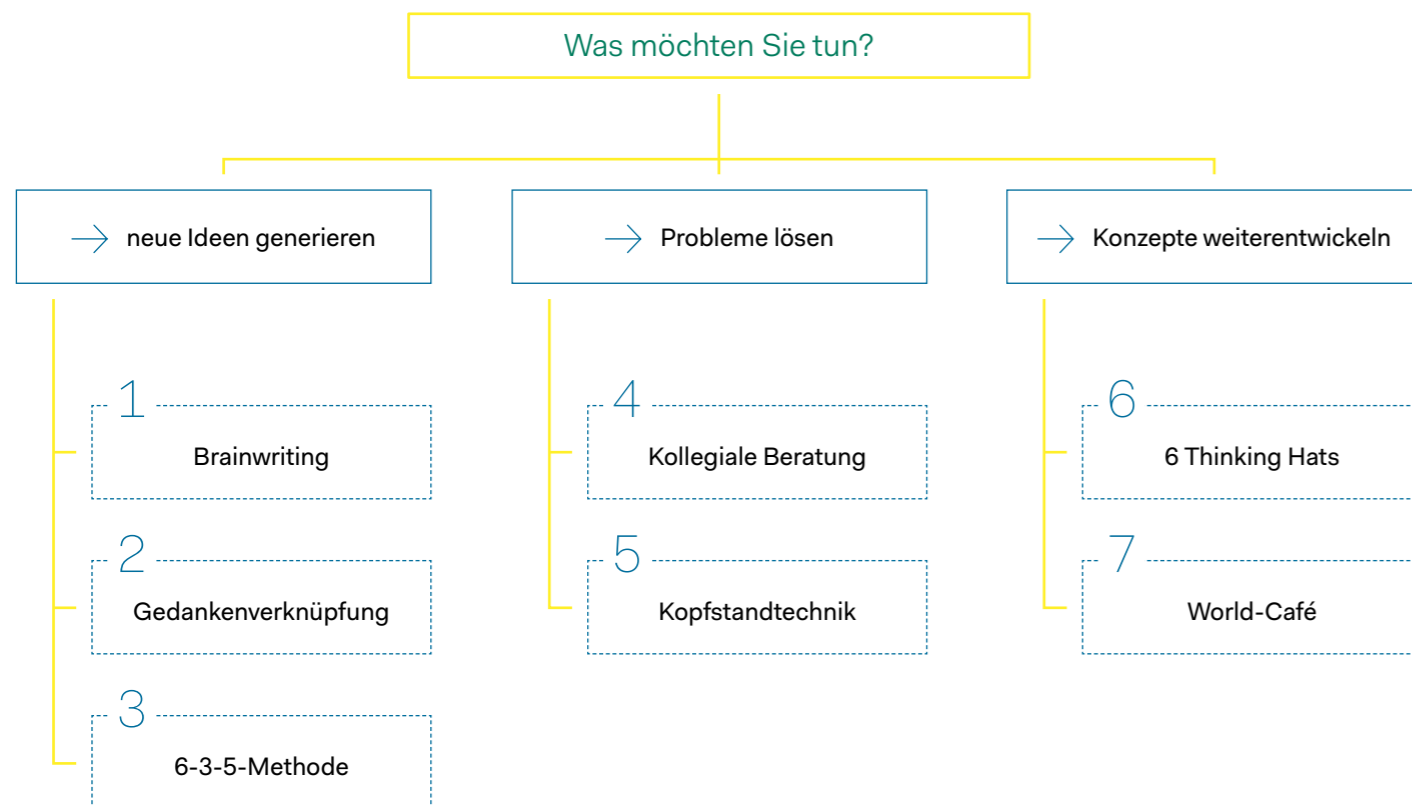 Was möchten Sie tun?
→ neue Ideen generieren
→ Probleme lösen
→ Konzepte weiterentwickeln
1
Brainwriting
2
Gedankenverknüpfung
3
6-3-5-Methode
4
Kollegiale Beratung
5
Kopfstandtechnik
6
6 Thinking Hats
7
World-Café